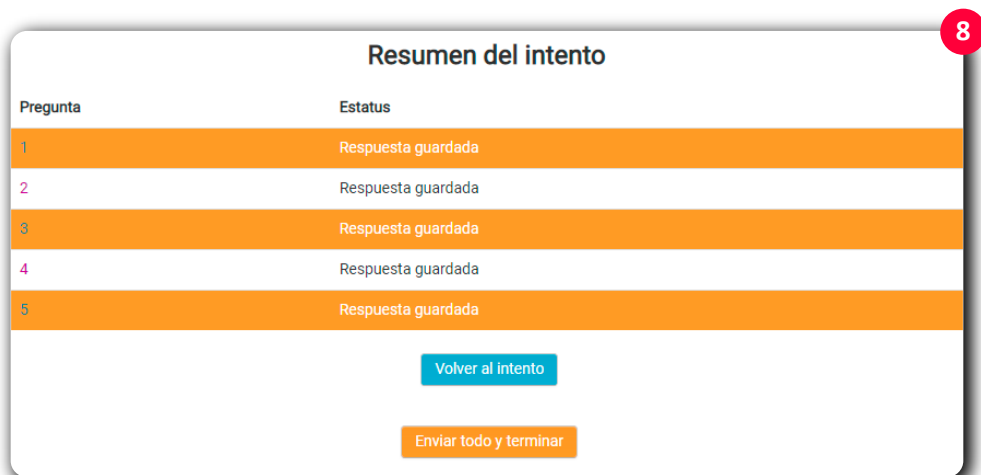 8
Resumen del intento
Pregunta Estatus
1 Respuesta guardada
2 Respuesta guardada
3 Respuesta guardada
4 Respuesta guardada
5 Respuesta guardada
Volver al intento
Enviar todo y terminar